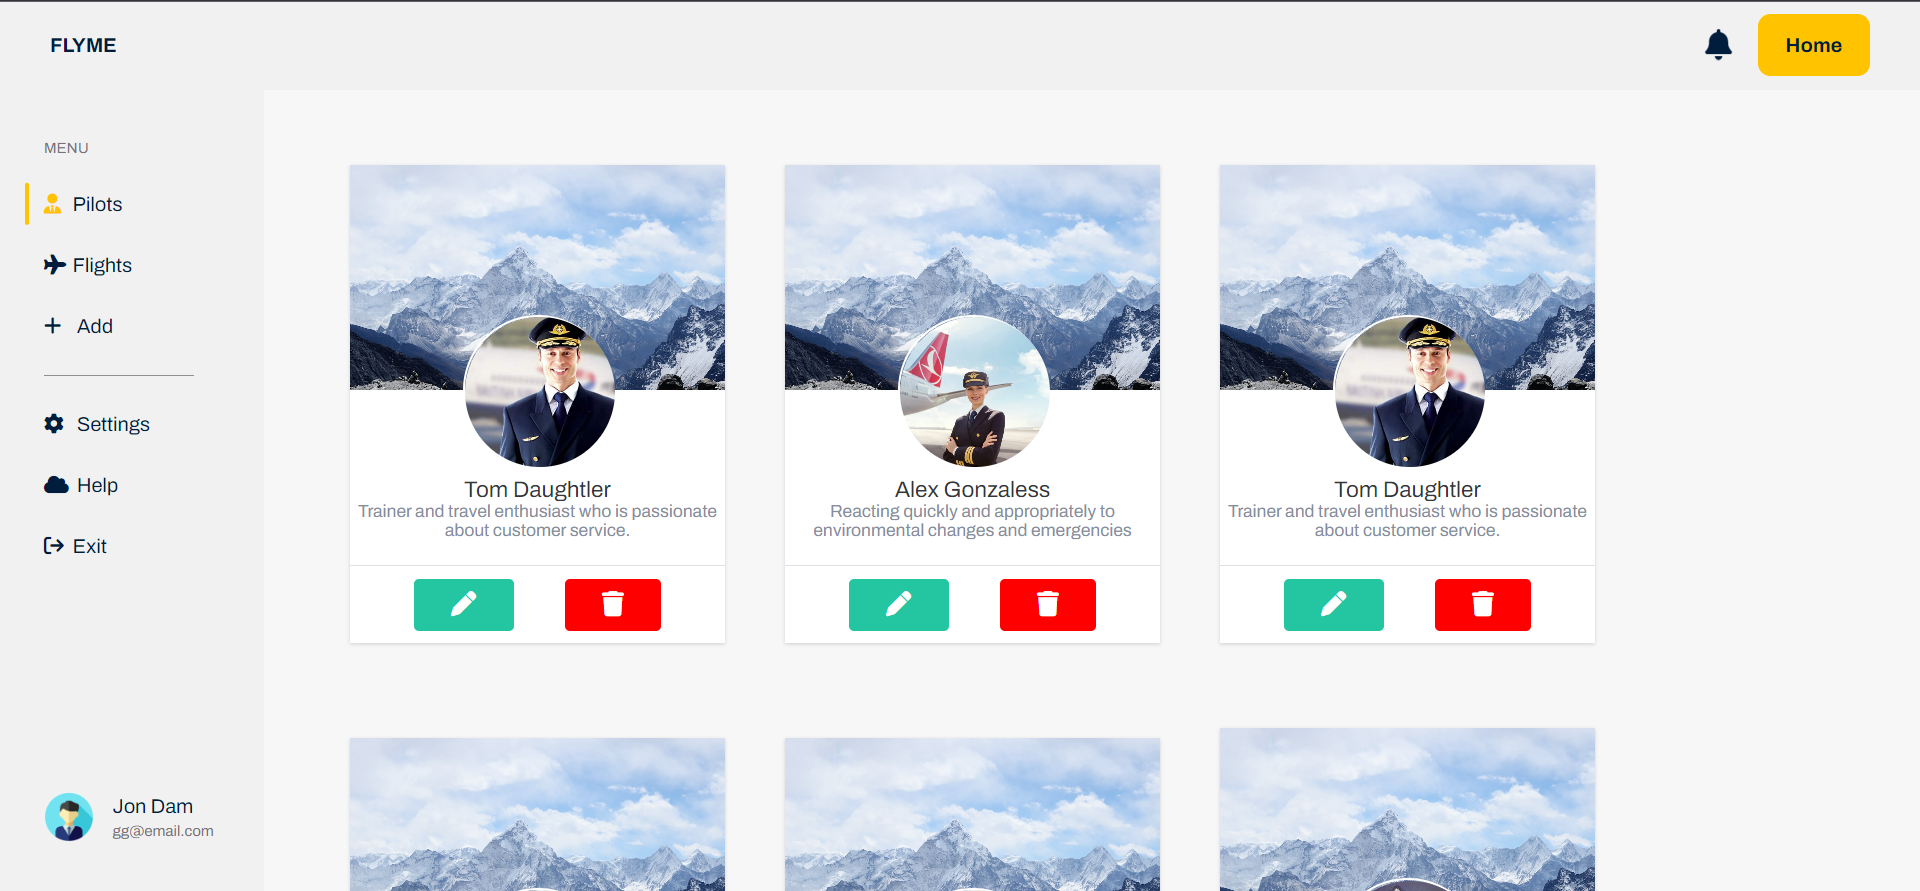 FLYME
Home
MENU
Pilots
Flights
Add
Settings
Help
Exit
Jon Dam
gg@email.com
Tom Daughtler
Trainer and travel enthusiast who is passionate
about customer service.
Alex Gonzaless
Reacting quickly and appropriately to
environmental changes and emergencies
Tom Daughtler
Trainer and travel enthusiast who is passionate
about customer service.